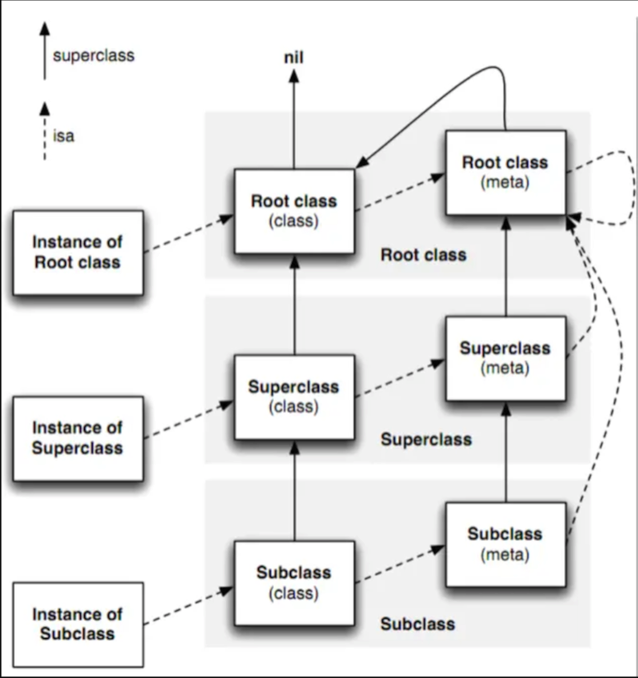 superclass
isa
nil
Root class
(meta)
Root class
(class)
Instance of
Root class
Root class
Superclass
(meta)
Superclass
(class)
Instance of
Superclass
Superclass
Subclass
(meta)
Subclass
(class)
Instance of
Subclass
Subclass